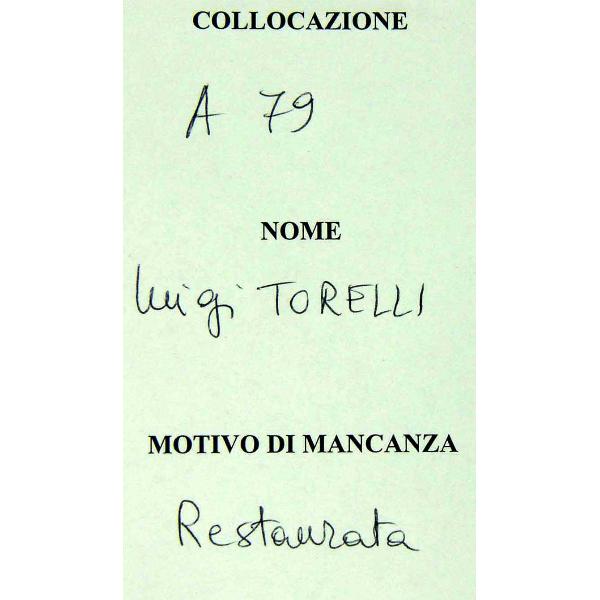 COLLOCAZIONE
A 79
NOME
Luigi TORELLI
MOTIVO DI MANCANZA
Restaurata